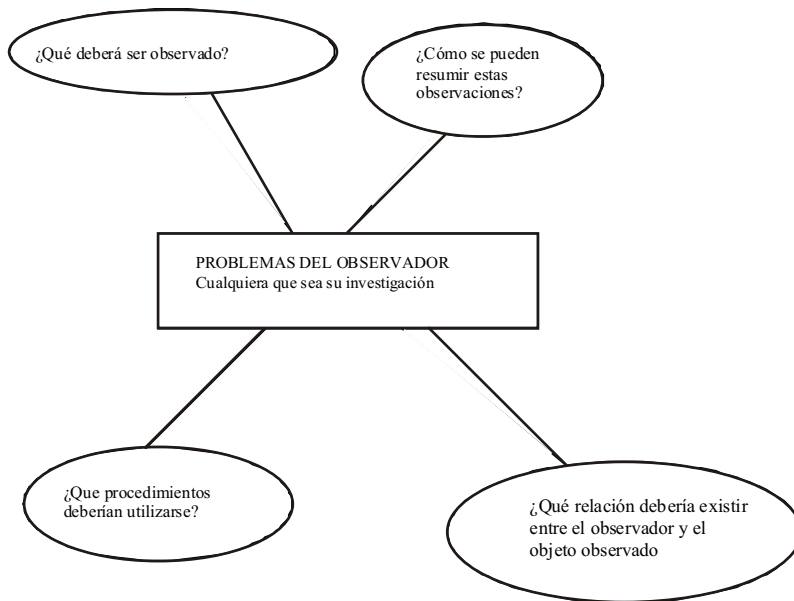 ¿Qué deberá ser observado?
¿Cómo se pueden
resumir estas
observaciones?
PROBLEMAS DEL OBSERVADOR
Cualquiera que sea su investigación
¿Que procedimientos
deberían utilizarse?
¿Qué relación debería existir
entre el observador y el
objeto observado